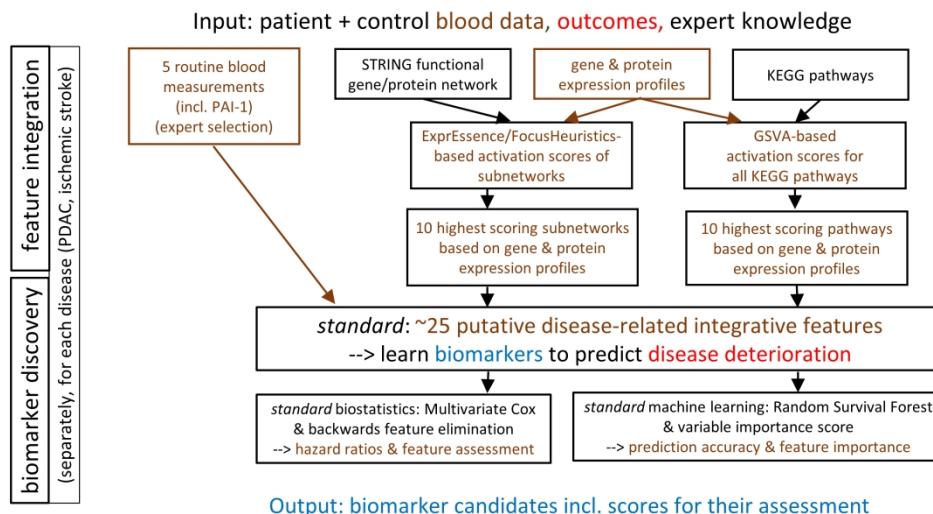 Input: patient + control blood data, outcomes, expert knowledge
feature integration
biomarker discovery
(separately, for each disease (PDAC, ischemic stroke)
5 routine blood
measurements
(incl. PAI-1)
(expert selection)
STRING functional
gene/protein network
gene & protein
expression profiles
KEGG pathways
ExprEssence/FocusHeuristics-
based activation scores of
subnetworks
GSVA-based
activation scores for
all KEGG pathways
10 highest scoring subnetworks
based on gene & protein
expression profiles
10 highest scoring pathways
based on gene & protein
expression profiles
standard: ~25 putative disease-related integrative features
--> learn biomarkers to predict disease deterioration
standard biostatistics: Multivariate Cox
& backwards feature elimination
--> hazard ratios & feature assessment
standard machine learning: Random Survival Forest
& variable importance score
--> prediction accuracy & feature importance
Output: biomarker candidates incl. scores for their assessment